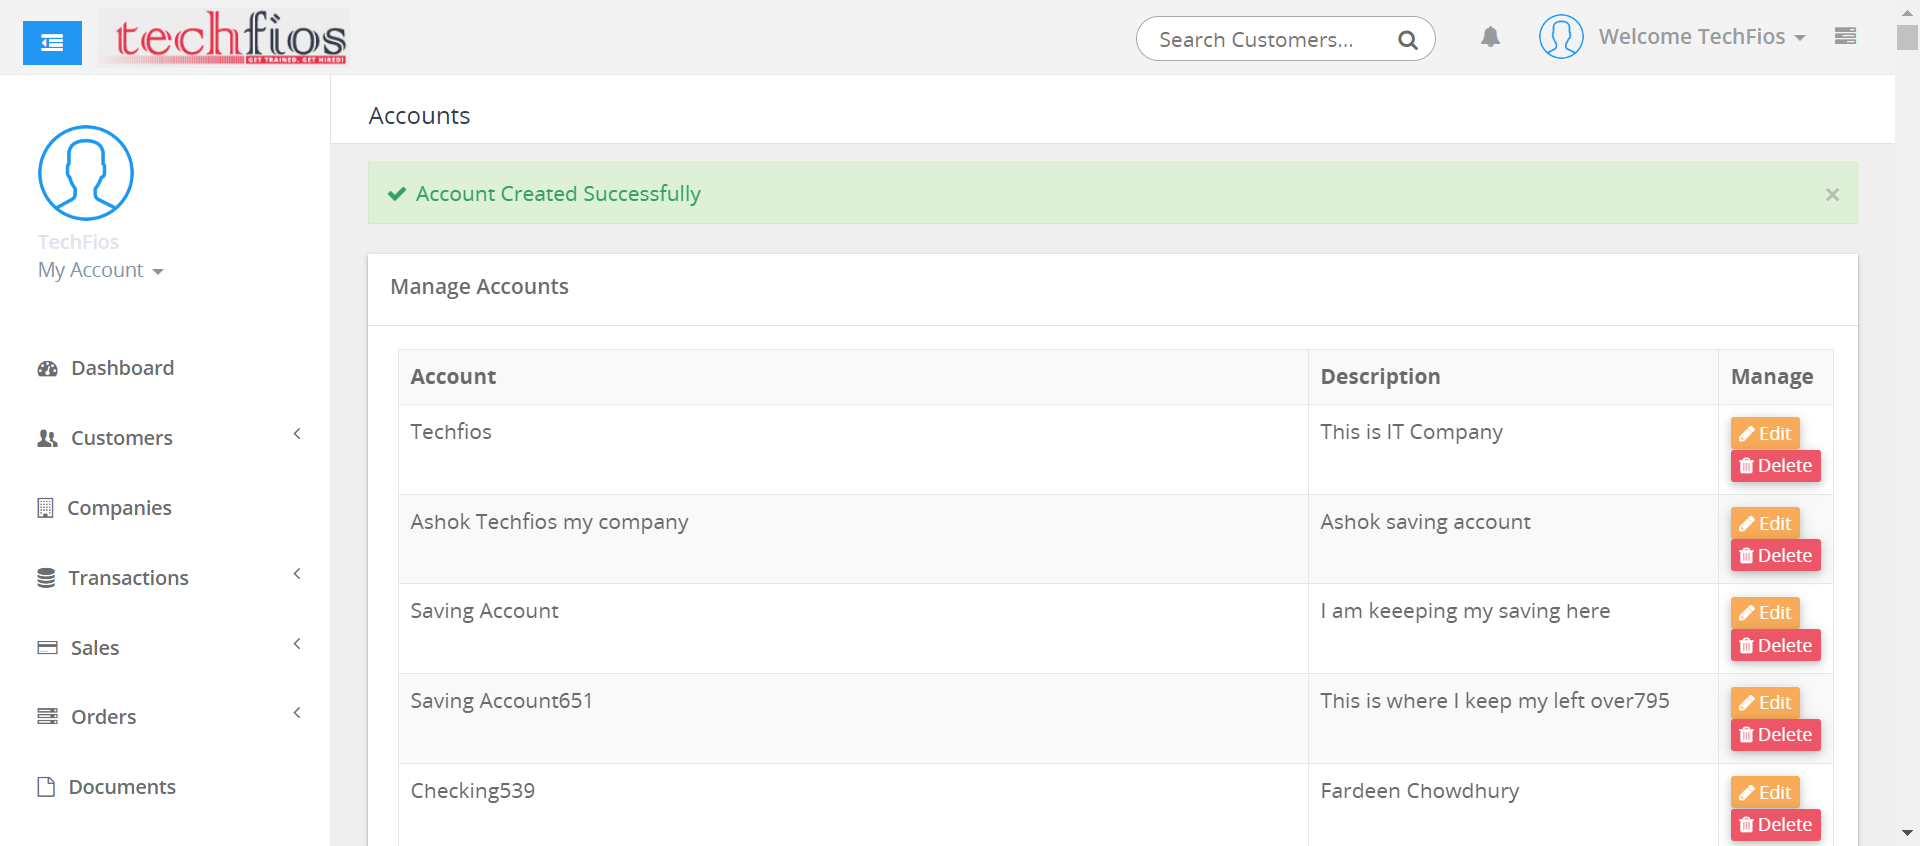 techfios
GET TRAINED. GET HIRED!
Search Customers...
Welcome TechFios
TechFios
My Account
Dashboard
Customers
Companies
Transactions
Sales
Orders
Documents
Accounts
Account Created Successfully ×
Manage Accounts
Account Description Manage
Techfios This is IT Company Edit
Delete
Ashok Techfios my company Ashok saving account Edit
Delete
Saving Account I am keeeping my saving here Edit
Delete
Saving Account651 This is where I keep my left over795 Edit
Delete
Checking539 Fardeen Chowdhury Edit
Delete